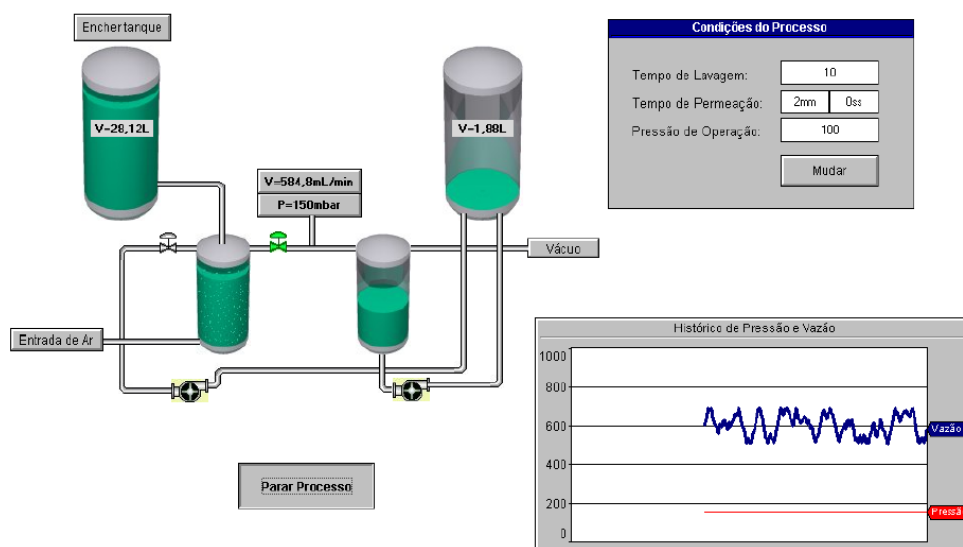 Enchertanque
V=28,12L
V=1,88L
V=584,8mL/min
P=150mbar
Vácuo
Entrada de Ar
Parar Processo
Condições do Processo
Tempo de Lavagem: 10
Tempo de Permeação: 2mm 0ss
Pressão de Operação: 100
Mudar
Histórico de Pressão e Vazão
1000
800
600
400
200
0
Vazão
Pressã